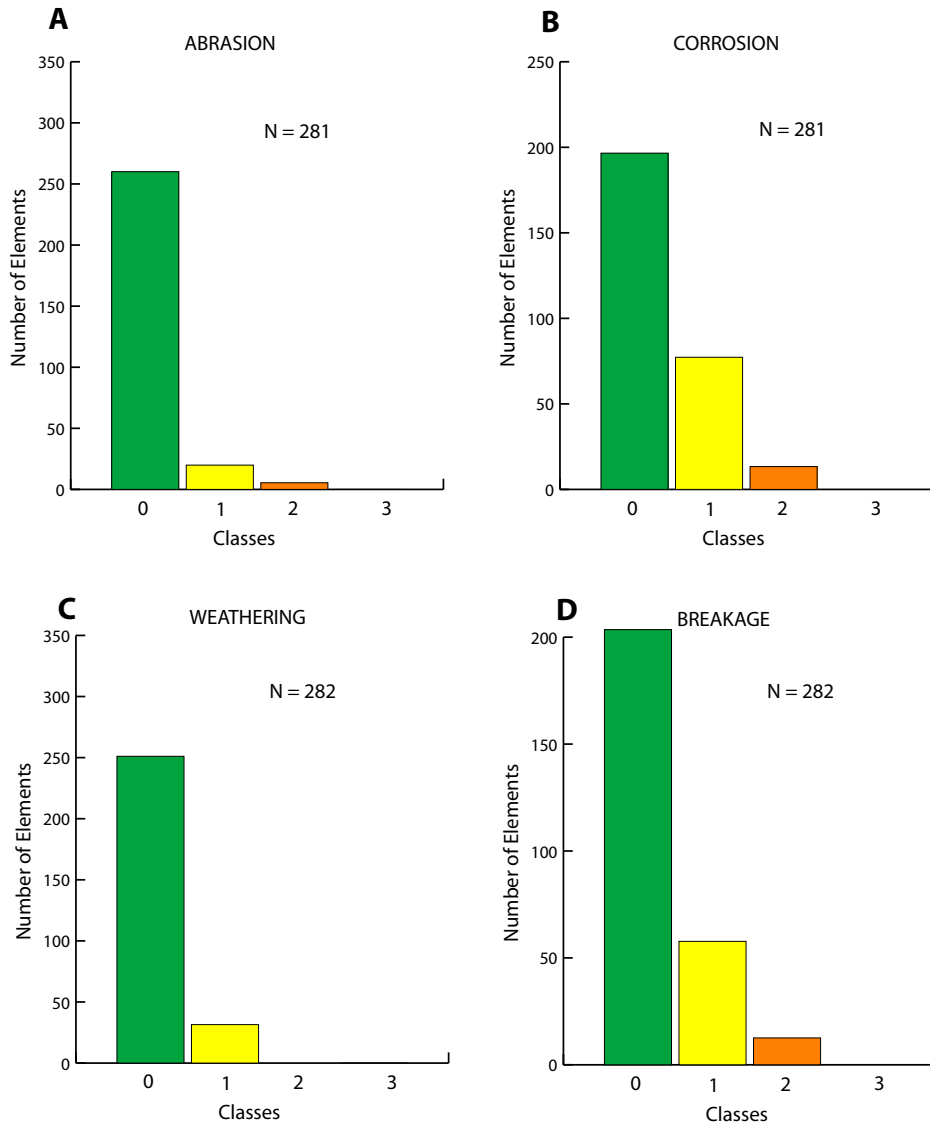 A
ABRASION
350
300
250
200
150
100
50
0
N = 281
Number of Elements
0 1 2 3
Classes
B
CORROSION
250
200
150
100
50
0
N = 281
Number of Elements
0 1 2 3
Classes
C
WEATHERING
350
300
250
200
150
100
50
0
N = 282
Number of Elements
0 1 2 3
Classes
D
BREAKAGE
200
150
100
50
0
N = 282
Number of Elements
0 1 2 3
Classes